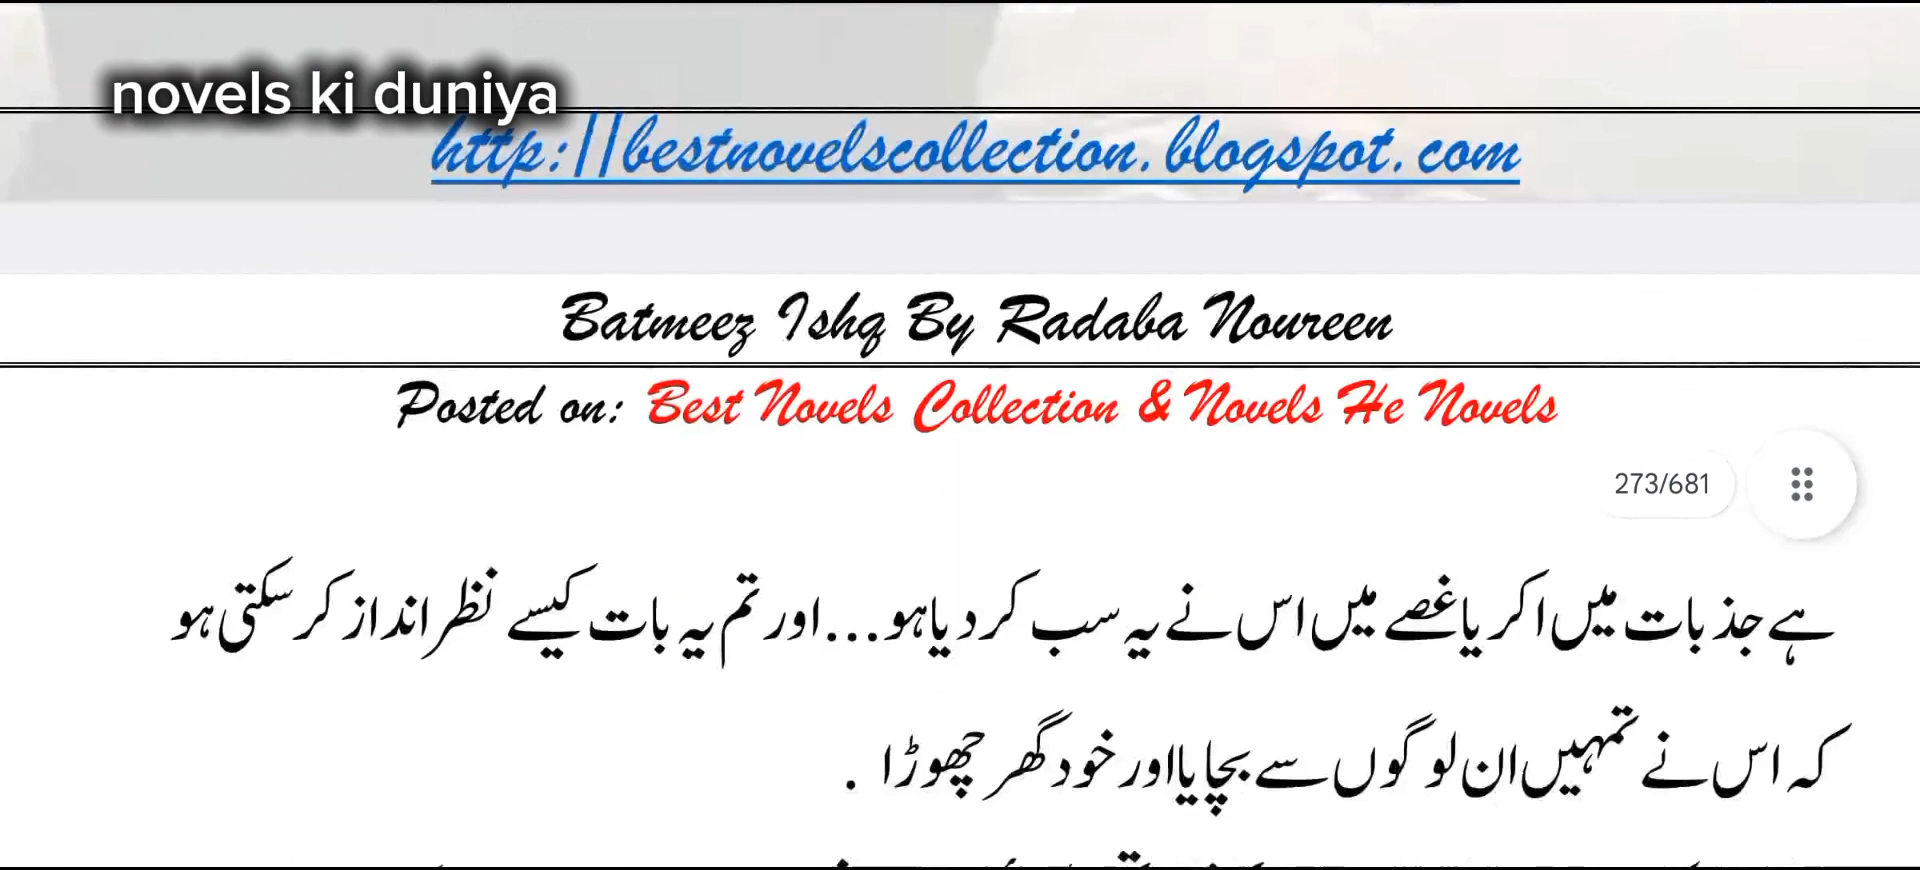 novels ki duniya
http://bestnovelscollection.blogspot.com
Batmeez Ishq By Radaba Noureen
Posted on: Best Novels Collection & Novels He Novels
273/681
ہے جذبات میں اکر یا غصے میں اس نے یہ سب کر دیا ہو... اور تم یہ بات کیسے نظر انداز کر سکتی ہو
کہ اس نے تمہیں ان لوگوں سے بچایا اور خود گھر چھوڑا .